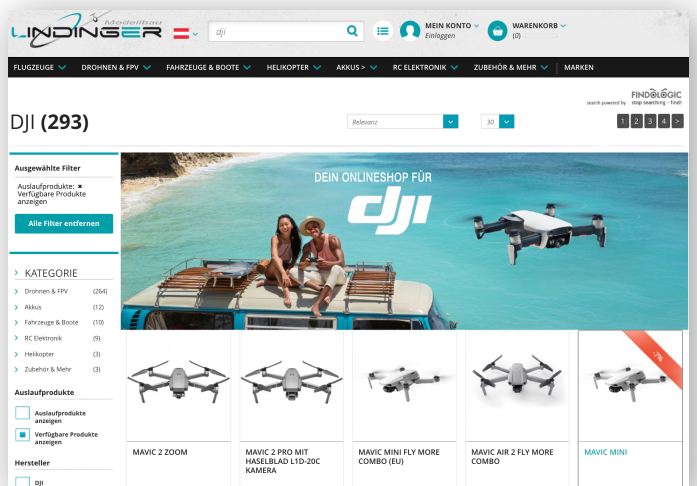 Modellbau
LINDINGER
dji
MEIN KONTO
Einloggen
WARENKORB
(0)
FLUGZEUGE
DROHNEN & FPV
FAHRZEUGE & BOOTE
HELIKOPTER
AKKUS >
RC ELEKTRONIK
ZUBEHÖR & MEHR
MARKEN
FINDOLOGIC
search powered by stop searching - find!
DJI (293)
Relevanz
30
1 2 3 4 >
Ausgewählte Filter
Auslaufprodukte: ✖
Verfügbare Produkte
anzeigen
Alle Filter entfernen
KATEGORIE
Drohnen & FPV (264)
Akkus (12)
Fahrzeuge & Boote (10)
RC Elektronik (9)
Helikopter (3)
Zubehör & Mehr (3)
Auslaufprodukte
Auslaufprodukte
anzeigen
Verfügbare Produkte
anzeigen
Hersteller
DJI
DEIN ONLINESHOP FÜR
dji
-7%
MAVIC 2 ZOOM
MAVIC 2 PRO MIT
HASELBLAD L1D-20C
KAMERA
MAVIC MINI FLY MORE
COMBO (EU)
MAVIC AIR 2 FLY MORE
COMBO
MAVIC MINI